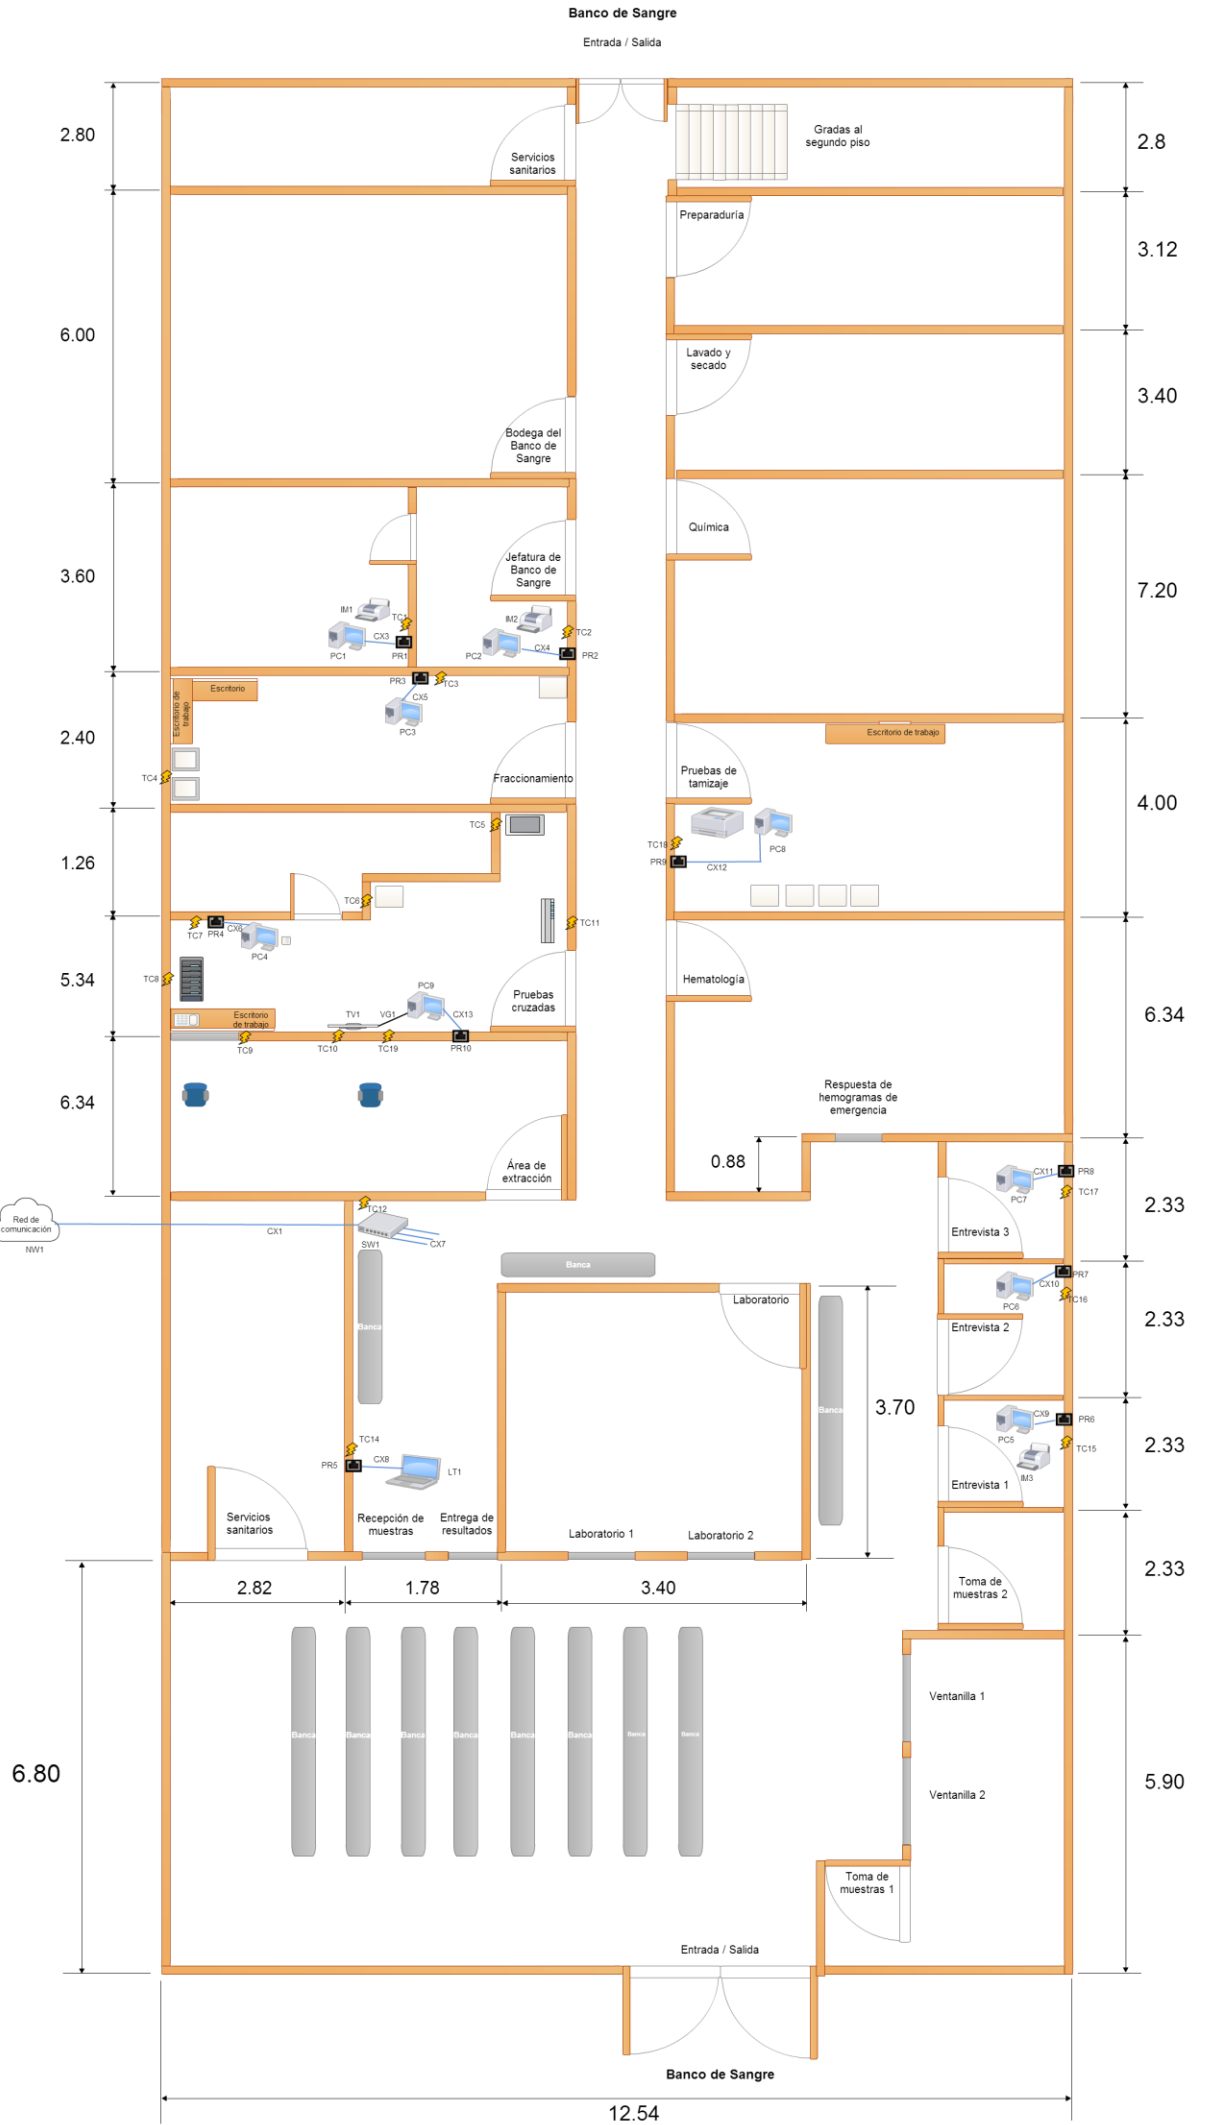 Banco de Sangre
Entrada / Salida
2.80
Servicios
sanitarios
Gradas al
segundo piso
2.8
Preparaduría
3.12
6.00
Lavado y
secado
3.40
Bodega del
Banco de
Sangre
Química
Jefatura de
Banco de
Sangre
3.60
7.20
IM1
TC1
CX3
PC1
PR1
IM2
TC2
CX4
PC2
PR2
PR3
TC3
Escritorio
Escritorio de
trabajo
CX5
PC3
2.40
Escritorio de trabajo
TC4
Fraccionamiento
Pruebas de
tamizaje
4.00
TC5
TC18
PC8
PR9
CX12
1.26
TC6
TC7
PR4
CX6
PC4
TC11
TC8
5.34
PC9
Pruebas
cruzadas
Hematología
Escritorio
de trabajo
TV1
VG1
CX13
6.34
TC9
TC10
TC19
PR10
6.34
Respuesta de
hemogramas de
emergencia
0.88
Área de
extracción
CX11
PR8
PC7
TC17
2.33
Red de
comunicación
NW1
CX1
TC12
SW1
CX7
Entrevista 3
Banca
PR7
CX10
PC6
TC16
Laboratorio
Banca
Entrevista 2
2.33
3.70
Banca
CX9
PR6
PC5
TC15
IM3
2.33
TC14
PR5
CX8
LT1
Entrevista 1
Servicios
sanitarios
Recepción de
muestras
Entrega de
resultados
Laboratorio 1
Laboratorio 2
2.33
Toma de
muestras 2
2.82
1.78
3.40
Ventanilla 1
Banca
Banca
Banca
Banca
Banca
Banca
Banca
Banca
6.80
5.90
Ventanilla 2
Toma de
muestras 1
Entrada / Salida
Banco de Sangre
12.54